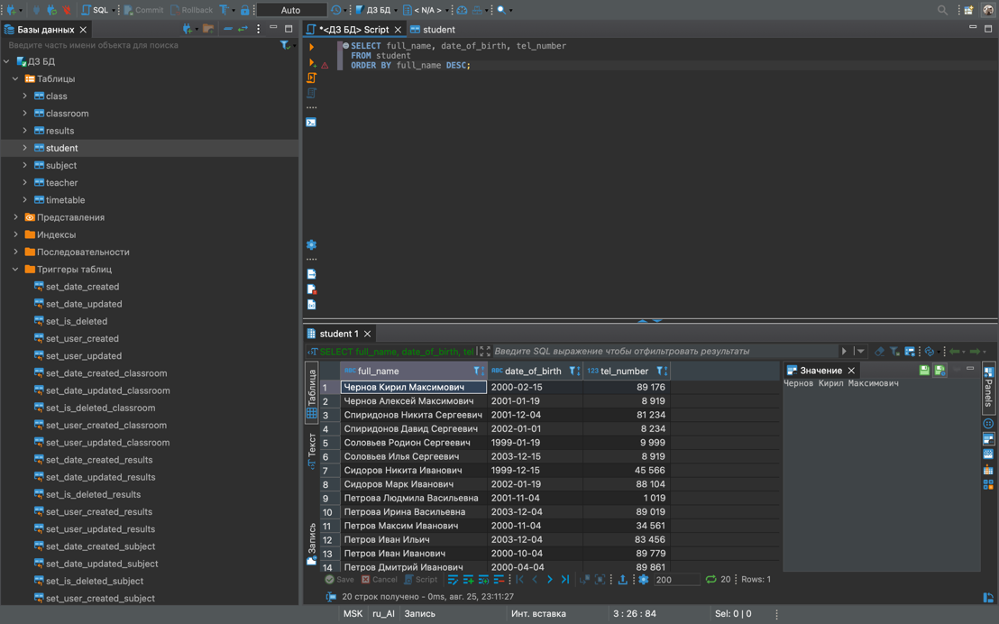 SQL
Commit
Rollback
T
Auto
ДЗ БД
< N/A >
Базы данных
Введите часть имени объекта для поиска
ДЗ БД
Таблицы
class
classroom
results
student
subject
teacher
timetable
Представления
Индексы
Последовательности
Триггеры таблиц
set_date_created
set_date_updated
set_is_deleted
set_user_created
set_user_updated
set_date_created_classroom
set_date_updated_classroom
set_is_deleted_classroom
set_user_created_classroom
set_user_updated_classroom
set_date_created_results
set_date_updated_results
set_is_deleted_results
set_user_created_results
set_user_updated_results
set_date_created_subject
set_date_updated_subject
set_is_deleted_subject
set_user_created_subject
*<ДЗ БД> Script
student
SELECT full_name, date_of_birth, tel_number
FROM student
ORDER BY full_name DESC;
student 1
SELECT full_name, date_of_birth, tel
Введите SQL выражение чтобы отфильтровать результаты
Таблица
Текст
Запись
ABC full_name ABC date_of_birth 123 tel_number
1 Чернов Кирил Максимович 2000-02-15 89 176
2 Чернов Алексей Максимович 2001-01-19 8 919
3 Спиридонов Никита Сергеевич 2001-12-04 81 234
4 Спиридонов Давид Сергеевич 2002-01-01 8 234
5 Соловьев Родион Сергеевич 1999-01-19 9 999
6 Соловьев Илья Сергеевич 2003-12-15 8 919
7 Сидоров Никита Иванович 1999-12-15 45 566
8 Сидоров Марк Иванович 2002-01-19 88 104
9 Петрова Людмила Васильевна 2001-11-04 1 019
10 Петрова Ирина Васильевна 2003-12-04 89 019
11 Петров Максим Иванович 2000-11-04 34 561
12 Петров Иван Ильич 2003-12-04 83 456
13 Петров Иван Иванович 2000-10-04 89 779
14 Петров Дмитрий Иванович 2000-04-04 89 861
Значение
Чернов Кирил Максимович
Panels
Save
Cancel
Script
200
20
Rows: 1
20 строк получено - 0ms, авг. 25, 23:11:27
MSK
ru_AI
Запись
Инт. вставка
3 : 26 : 84
Sel: 0 | 0